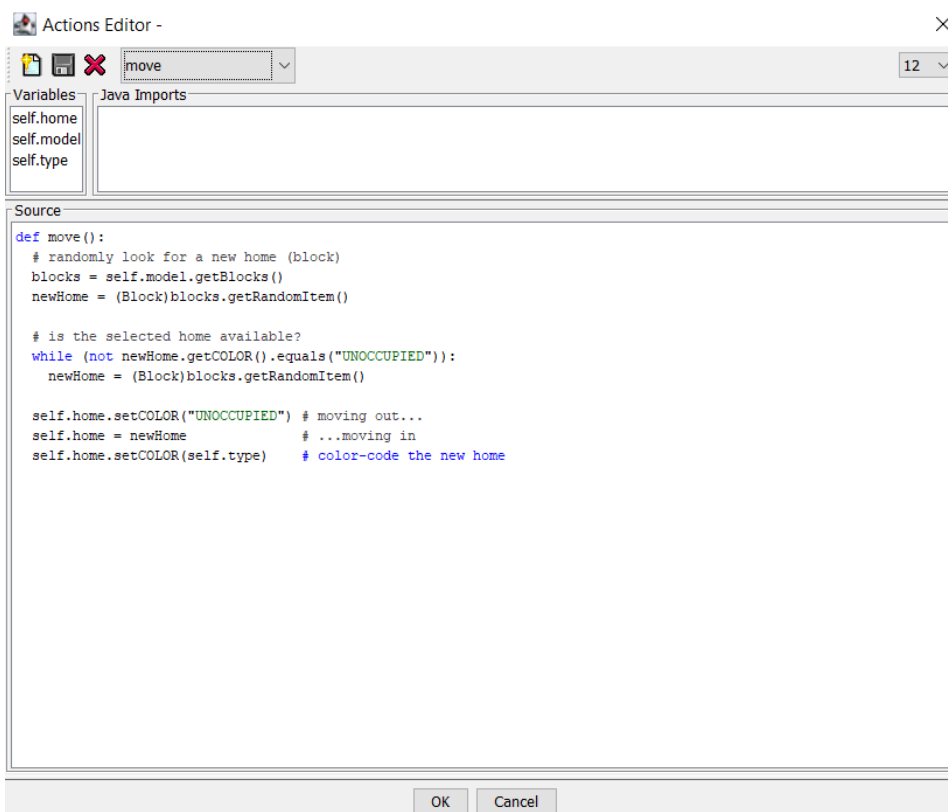 Actions Editor -
move
12
Variables
Java Imports
self.home
self.model
self.type
Source
def move():
  # randomly look for a new home (block)
  blocks = self.model.getBlocks()
  newHome = (Block)blocks.getRandomItem()
  # is the selected home available?
  while (not newHome.getCOLOR().equals("UNOCCUPIED")):
    newHome = (Block)blocks.getRandomItem()
  self.home.setCOLOR("UNOCCUPIED") # moving out...
  self.home = newHome              # ...moving in
  self.home.setCOLOR(self.type)    # color-code the new home
OK
Cancel